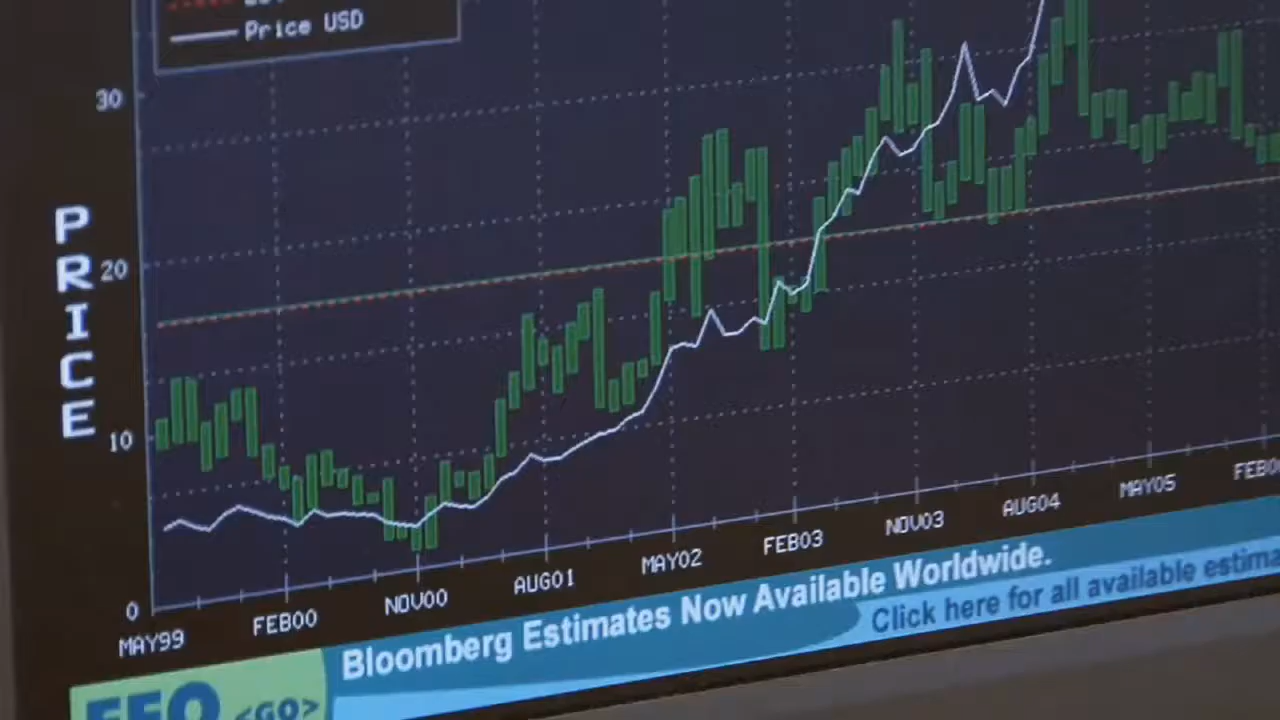 Price USD
30
PRICE
20
10
0
MAY99
FEB00
NOV00
AUG01
MAY02
FEB03
NOV03
AUG04
MAY05
Bloomberg Estimates Now Available Worldwide.
Click here for all available
<GO>